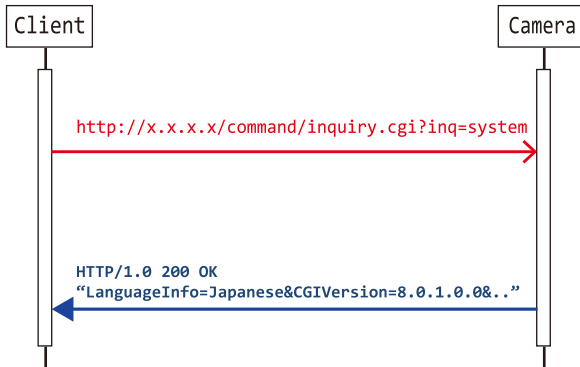 Client
Camera
http://x.x.x.x/command/inquiry.cgi?inq=system
HTTP/1.0 200 OK
“LanguageInfo=Japanese&CGIVersion=8.0.1.0.0&..”